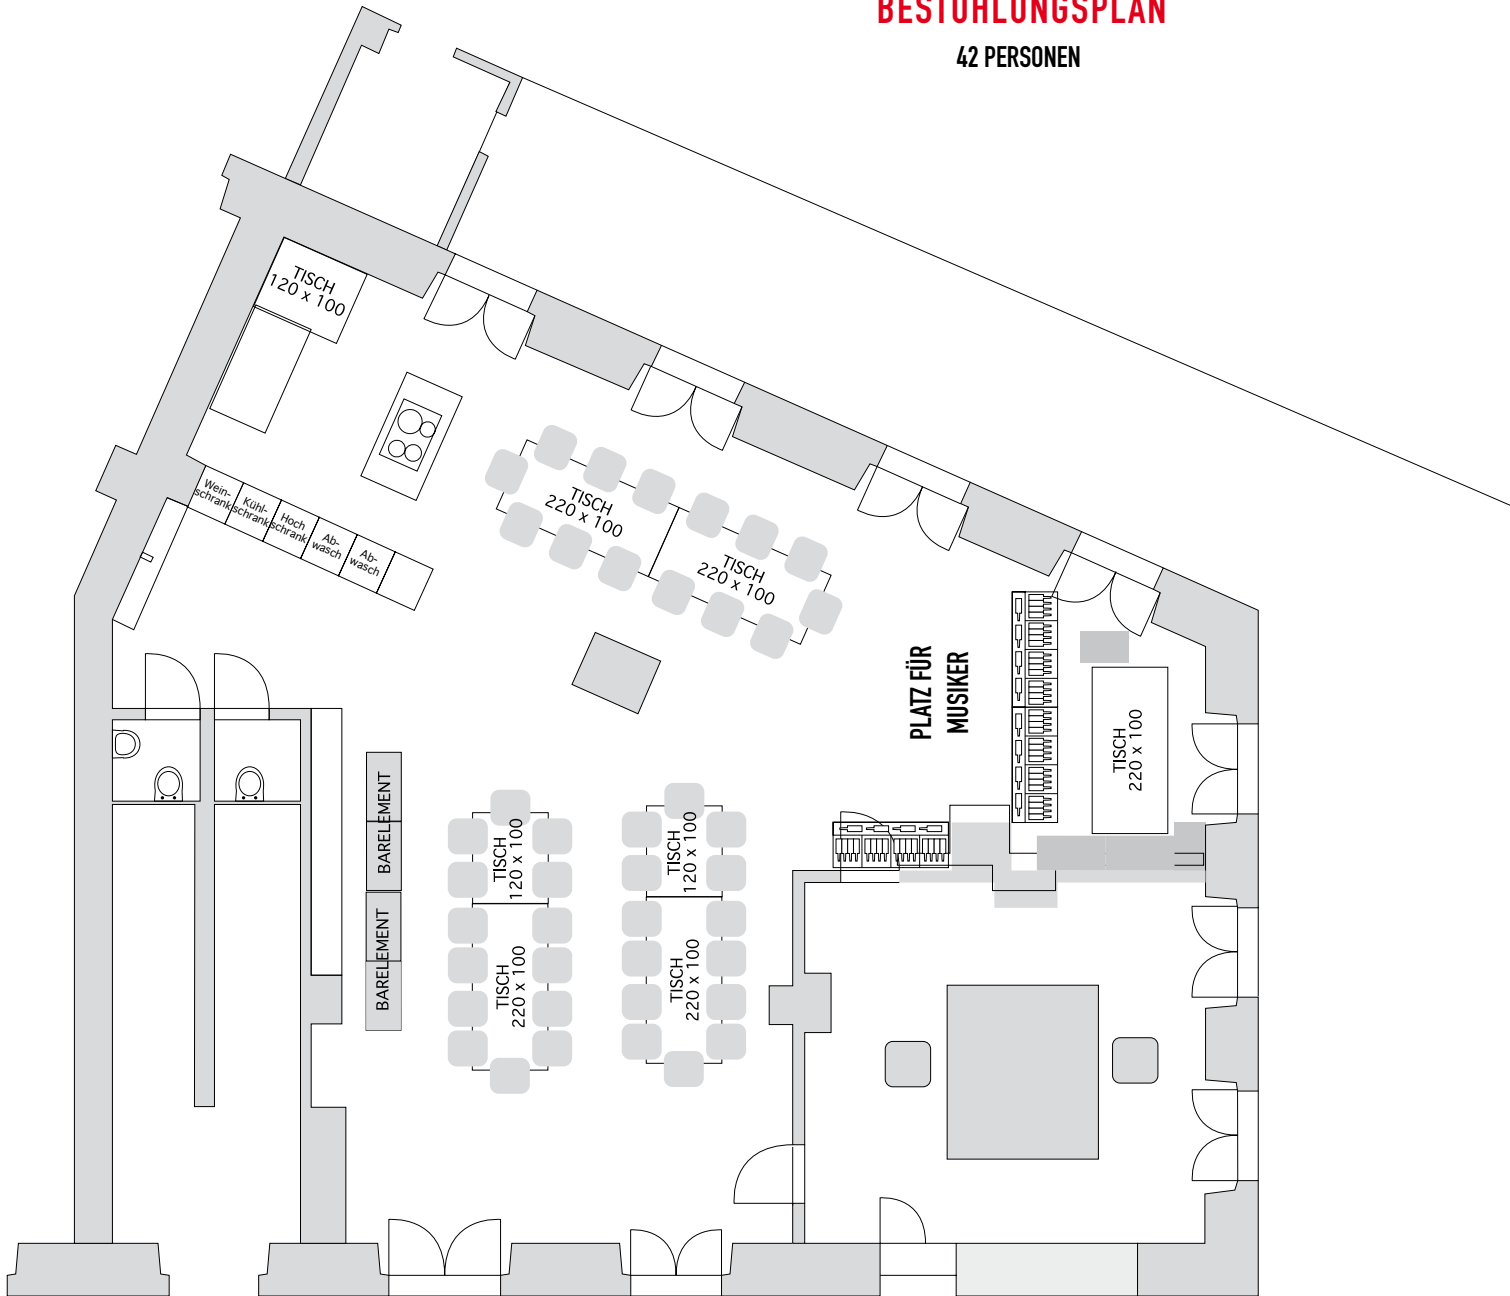 BESTUHLUNGSPLAN
42 PERSONEN
TISCH
120 x 100
Wein-
schrank
Kühl-
schrank
Hoch
schrank
Ab-
wasch
Ab-
wasch
TISCH
220 x 100
TISCH
220 x 100
PLATZ FÜR
MUSIKER
TISCH
220 x 100
BARELEMENT
BARELEMENT
TISCH
120 x 100
TISCH
220 x 100
TISCH
120 x 100
TISCH
220 x 100